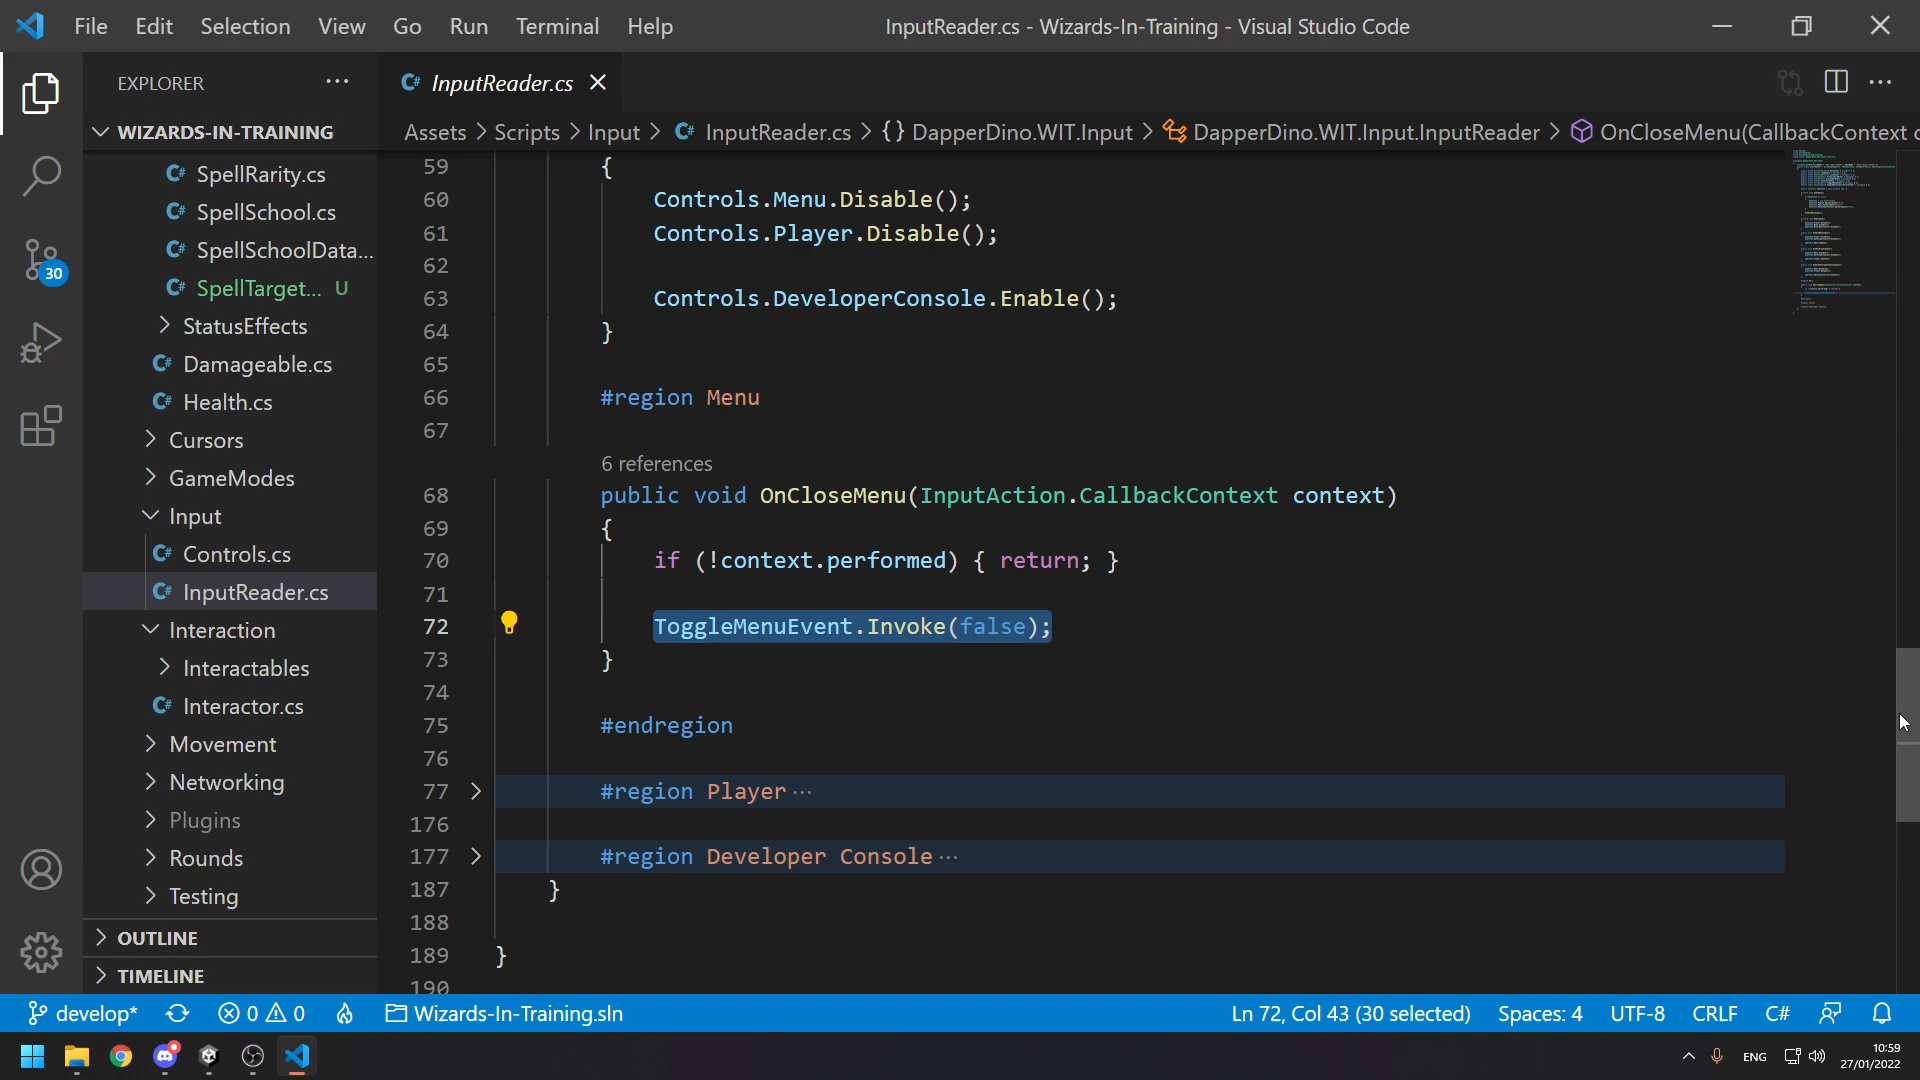 File Edit Selection View Go Run Terminal Help
InputReader.cs - Wizards-In-Training - Visual Studio Code
EXPLORER
InputReader.cs
WIZARDS-IN-TRAINING
Assets > Scripts > Input > InputReader.cs > {} DapperDino.WIT.Input > DapperDino.WIT.Input.InputReader > OnCloseMenu(CallbackContext c
SpellRarity.cs
SpellSchool.cs
SpellSchoolData...
SpellTarget... U
StatusEffects
Damageable.cs
Health.cs
Cursors
GameModes
Input
Controls.cs
InputReader.cs
Interaction
Interactables
Interactor.cs
Movement
Networking
Plugins
Rounds
Testing
OUTLINE
TIMELINE
30
59 {
60 Controls.Menu.Disable();
61 Controls.Player.Disable();
62
63 Controls.DeveloperConsole.Enable();
64 }
65
66 #region Menu
67
6 references
68 public void OnCloseMenu(InputAction.CallbackContext context)
69 {
70 if (!context.performed) { return; }
71
72 ToggleMenuEvent.Invoke(false);
73 }
74
75 #endregion
76
77 #region Player ...
176
177 #region Developer Console ...
187 }
188
189 }
190
develop* 0 0 Wizards-In-Training.sln Ln 72, Col 43 (30 selected) Spaces: 4 UTF-8 CRLF C#
ENG 10:59
27/01/2022